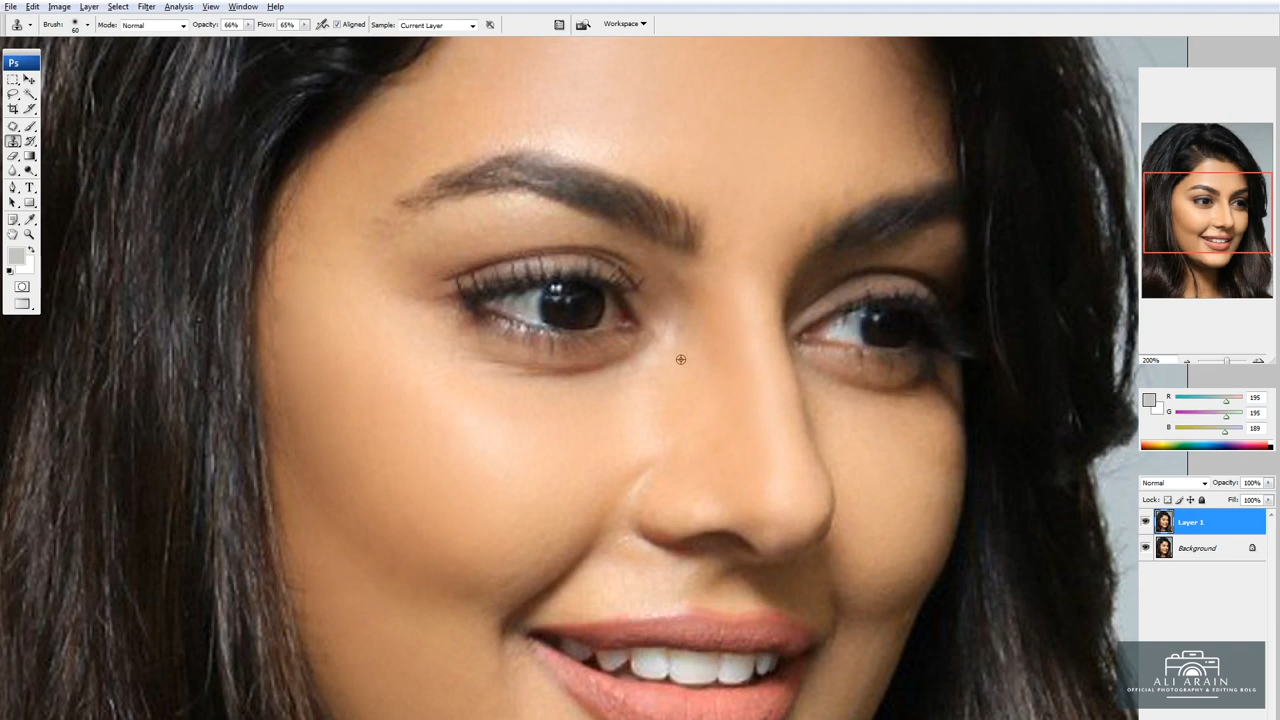 File Edit Image Layer Select Filter Analysis View Window Help
Brush: 60 Mode: Normal Opacity: 66% Flow: 65% Aligned Sample: Current Layer Workspace
Ps
T
200%
R 195
G 195
B 189
Normal Opacity: 100%
Lock: Fill: 100%
Layer 1
Background
ALI ARAIN
OFFICIAL PHOTOGRAPHY & EDITING BOLG